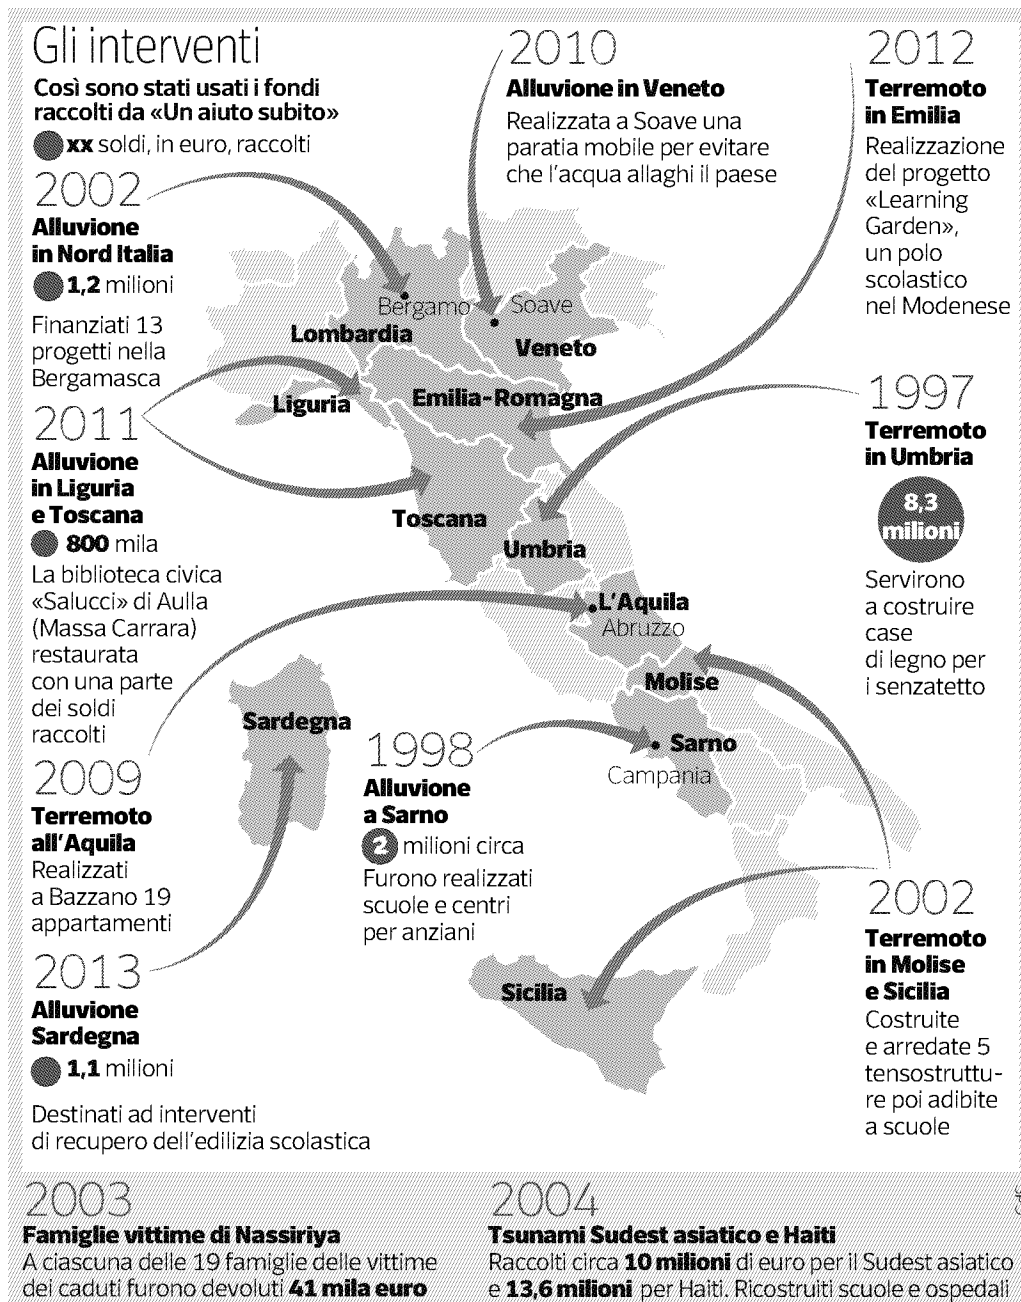 Gli interventi
Così sono stati usati i fondi
raccolti da «Un aiuto subito»
xx soldi, in euro, raccolti
2002
Alluvione
in Nord Italia
1,2 milioni
Finanziati 13
progetti nella
Bergamasca
2011
Alluvione
in Liguria
e Toscana
800 mila
La biblioteca civica
«Salucci» di Aulla
(Massa Carrara)
restaurata
con una parte
dei soldi
raccolti
2009
Terremoto
all'Aquila
Realizzati
a Bazzano 19
appartamenti
2013
Alluvione
Sardegna
1,1 milioni
Destinati ad interventi
di recupero dell'edilizia scolastica
2010
Alluvione in Veneto
Realizzata a Soave una
paratia mobile per evitare
che l'acqua allaghi il paese
2012
Terremoto
in Emilia
Realizzazione
del progetto
«Learning
Garden»,
un polo
scolastico
nel Modenese
1997
Terremoto
in Umbria
8,3
milioni
Servirono
a costruire
case
di legno per
i senzatetto
Bergamo
Soave
Lombardia
Veneto
Liguria
Emilia-Romagna
Toscana
Umbria
L'Aquila
Abruzzo
Molise
Sardegna
Sarno
Campania
Sicilia
1998
Alluvione
a Sarno
2 milioni circa
Furono realizzati
scuole e centri
per anziani
2002
Terremoto
in Molise
e Sicilia
Costruite
e arredate 5
tensostruttu-
re poi adibite
a scuole
2003
Famiglie vittime di Nassiriya
A ciascuna delle 19 famiglie delle vittime
dei caduti furono devoluti 41 mila euro
2004
Tsunami Sudest asiatico e Haiti
Raccolti circa 10 milioni di euro per il Sudest asiatico
e 13,6 milioni per Haiti. Ricostruiti scuole e ospedali